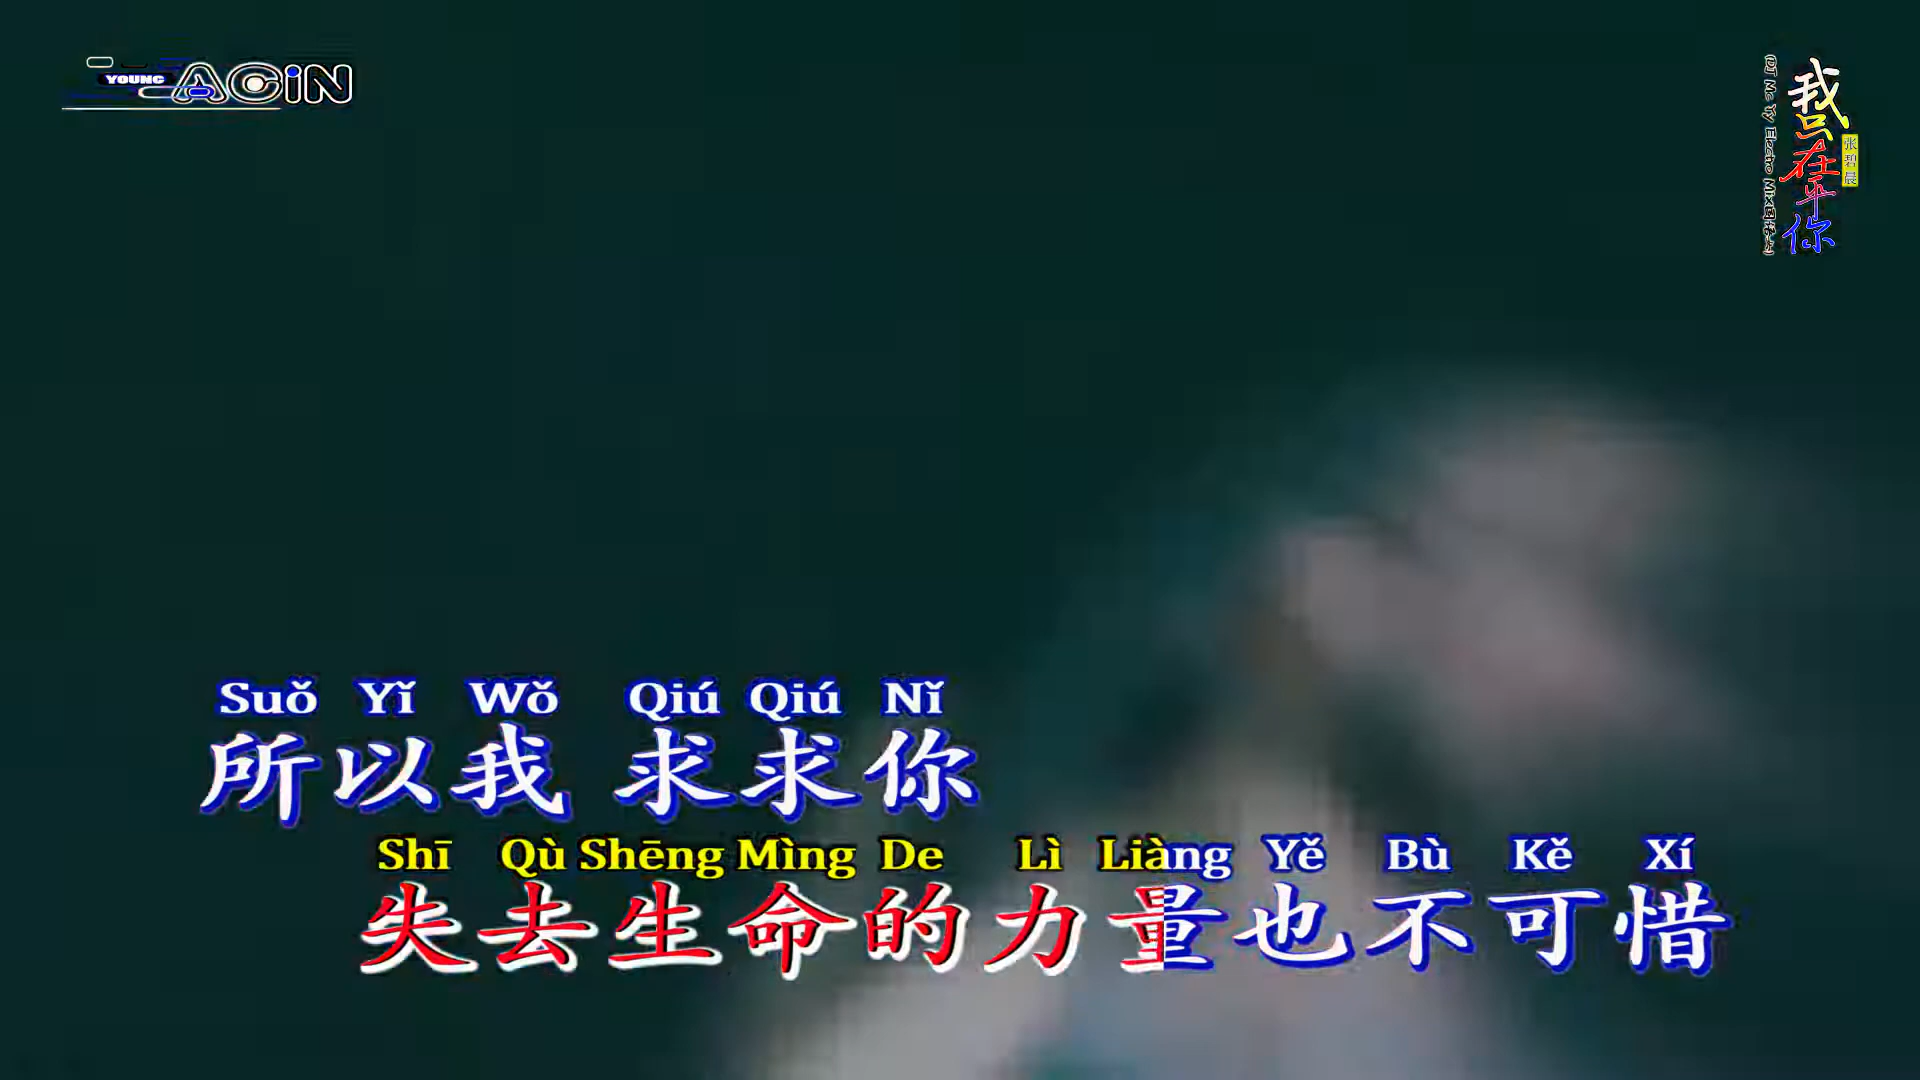 YOUNG ACiN
我只在乎你
张碧晨
Suǒ Yǐ Wǒ Qiú Qiú Nǐ
所以我 求求你
Shī Qù Shēng Mìng De Lì Liàng Yě Bù Kě Xí
失去生命的力量也不可惜